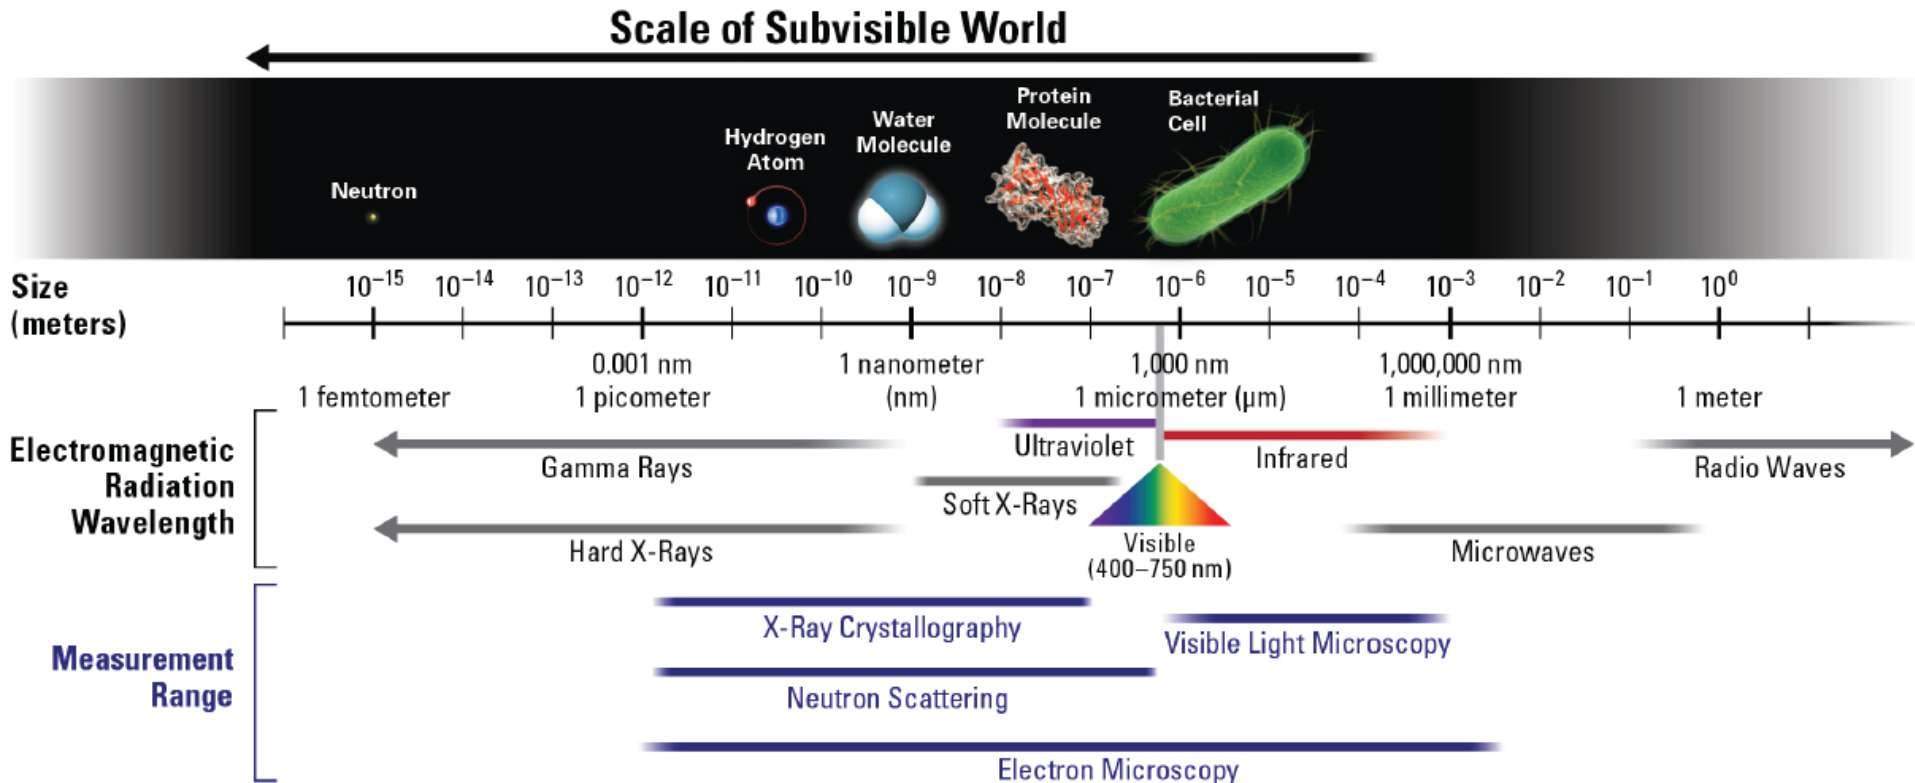 Scale of Subvisible World
Neutron
Hydrogen
Atom
Water
Molecule
Protein
Molecule
Bacterial
Cell
Size
(meters)
10⁻¹⁵ 10⁻¹⁴ 10⁻¹³ 10⁻¹² 10⁻¹¹ 10⁻¹⁰ 10⁻⁹ 10⁻⁸ 10⁻⁷ 10⁻⁶ 10⁻⁵ 10⁻⁴ 10⁻³ 10⁻² 10⁻¹ 10⁰
0.001 nm 1 nanometer 1,000 nm 1,000,000 nm
1 femtometer 1 picometer (nm) 1 micrometer (µm) 1 millimeter 1 meter
Electromagnetic
Radiation
Wavelength
Gamma Rays
Ultraviolet
Infrared
Radio Waves
Soft X-Rays
Hard X-Rays
Visible
(400–750 nm)
Microwaves
Measurement
Range
X-Ray Crystallography
Visible Light Microscopy
Neutron Scattering
Electron Microscopy